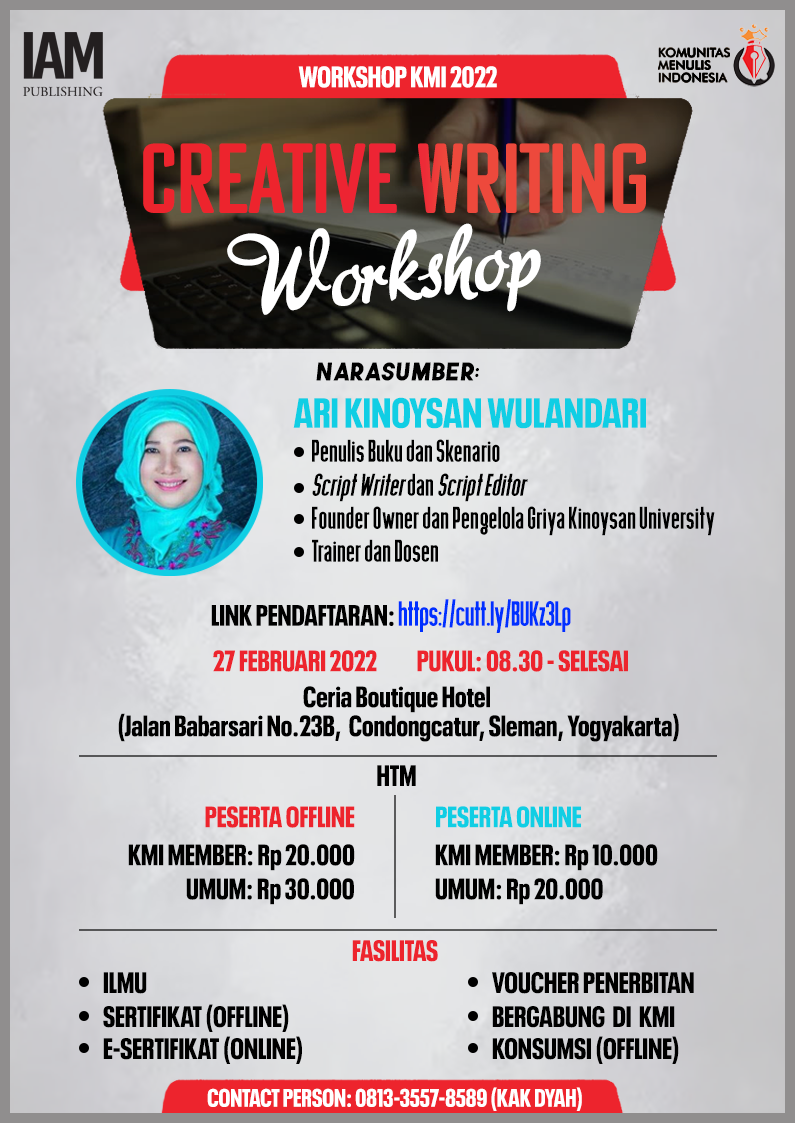 IAM
PUBLISHING
KOMUNITAS
MENULIS
INDONESIA
WORKSHOP KMI 2022
CREATIVE WRITING
Workshop
NARASUMBER:
ARI KINOYSAN WULANDARI
• Penulis Buku dan Skenario
• Script Writer dan Script Editor
• Founder Owner dan Pengelola Griya Kinoysan University
• Trainer dan Dosen
LINK PENDAFTARAN: https://cutt.ly/BUKz3Lp
27 FEBRUARI 2022 PUKUL: 08.30 - SELESAI
Ceria Boutique Hotel
(Jalan Babarsari No.23B, Condongcatur, Sleman, Yogyakarta)
HTM
PESERTA OFFLINE
KMI MEMBER: Rp 20.000
UMUM: Rp 30.000
PESERTA ONLINE
KMI MEMBER: Rp 10.000
UMUM: Rp 20.000
FASILITAS
• ILMU
• SERTIFIKAT (OFFLINE)
• E-SERTIFIKAT (ONLINE)
• VOUCHER PENERBITAN
• BERGABUNG DI KMI
• KONSUMSI (OFFLINE)
CONTACT PERSON: 0813-3557-8589 (KAK DYAH)